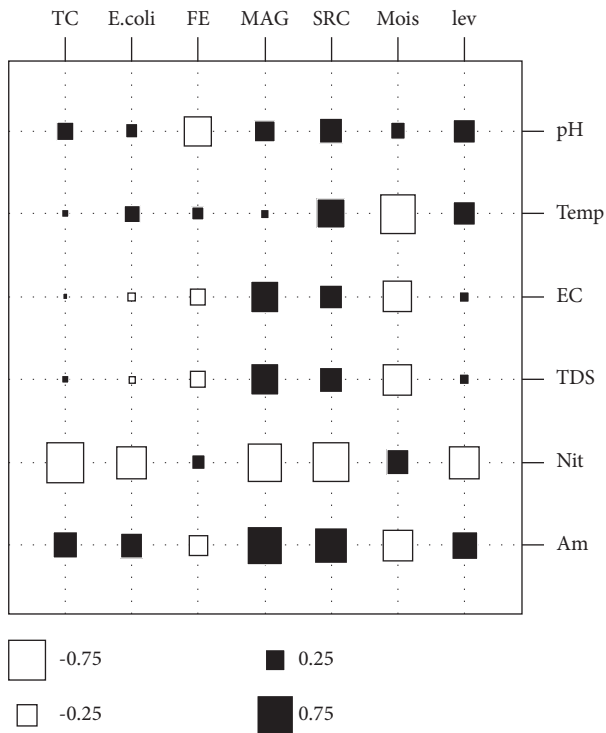 TC E.coli FE MAG SRC Mois lev
pH
Temp
EC
TDS
Nit
Am
-0.75 0.25
-0.25 0.75